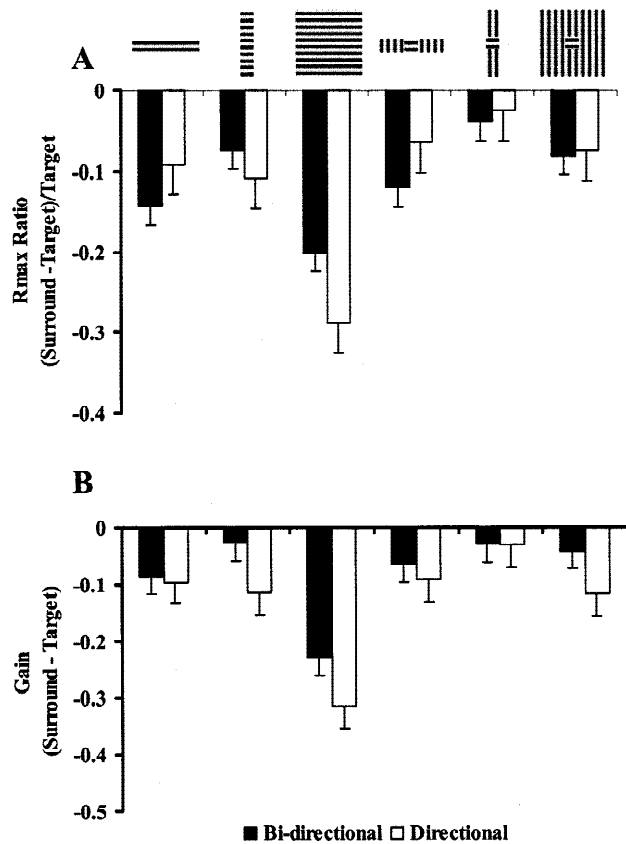 A
0
-0.1
-0.2
-0.3
-0.4
Rmax Ratio
(Surround -Target)/Target
B
0
-0.1
-0.2
-0.3
-0.4
-0.5
Gain
(Surround - Target)
Bi-directional Directional